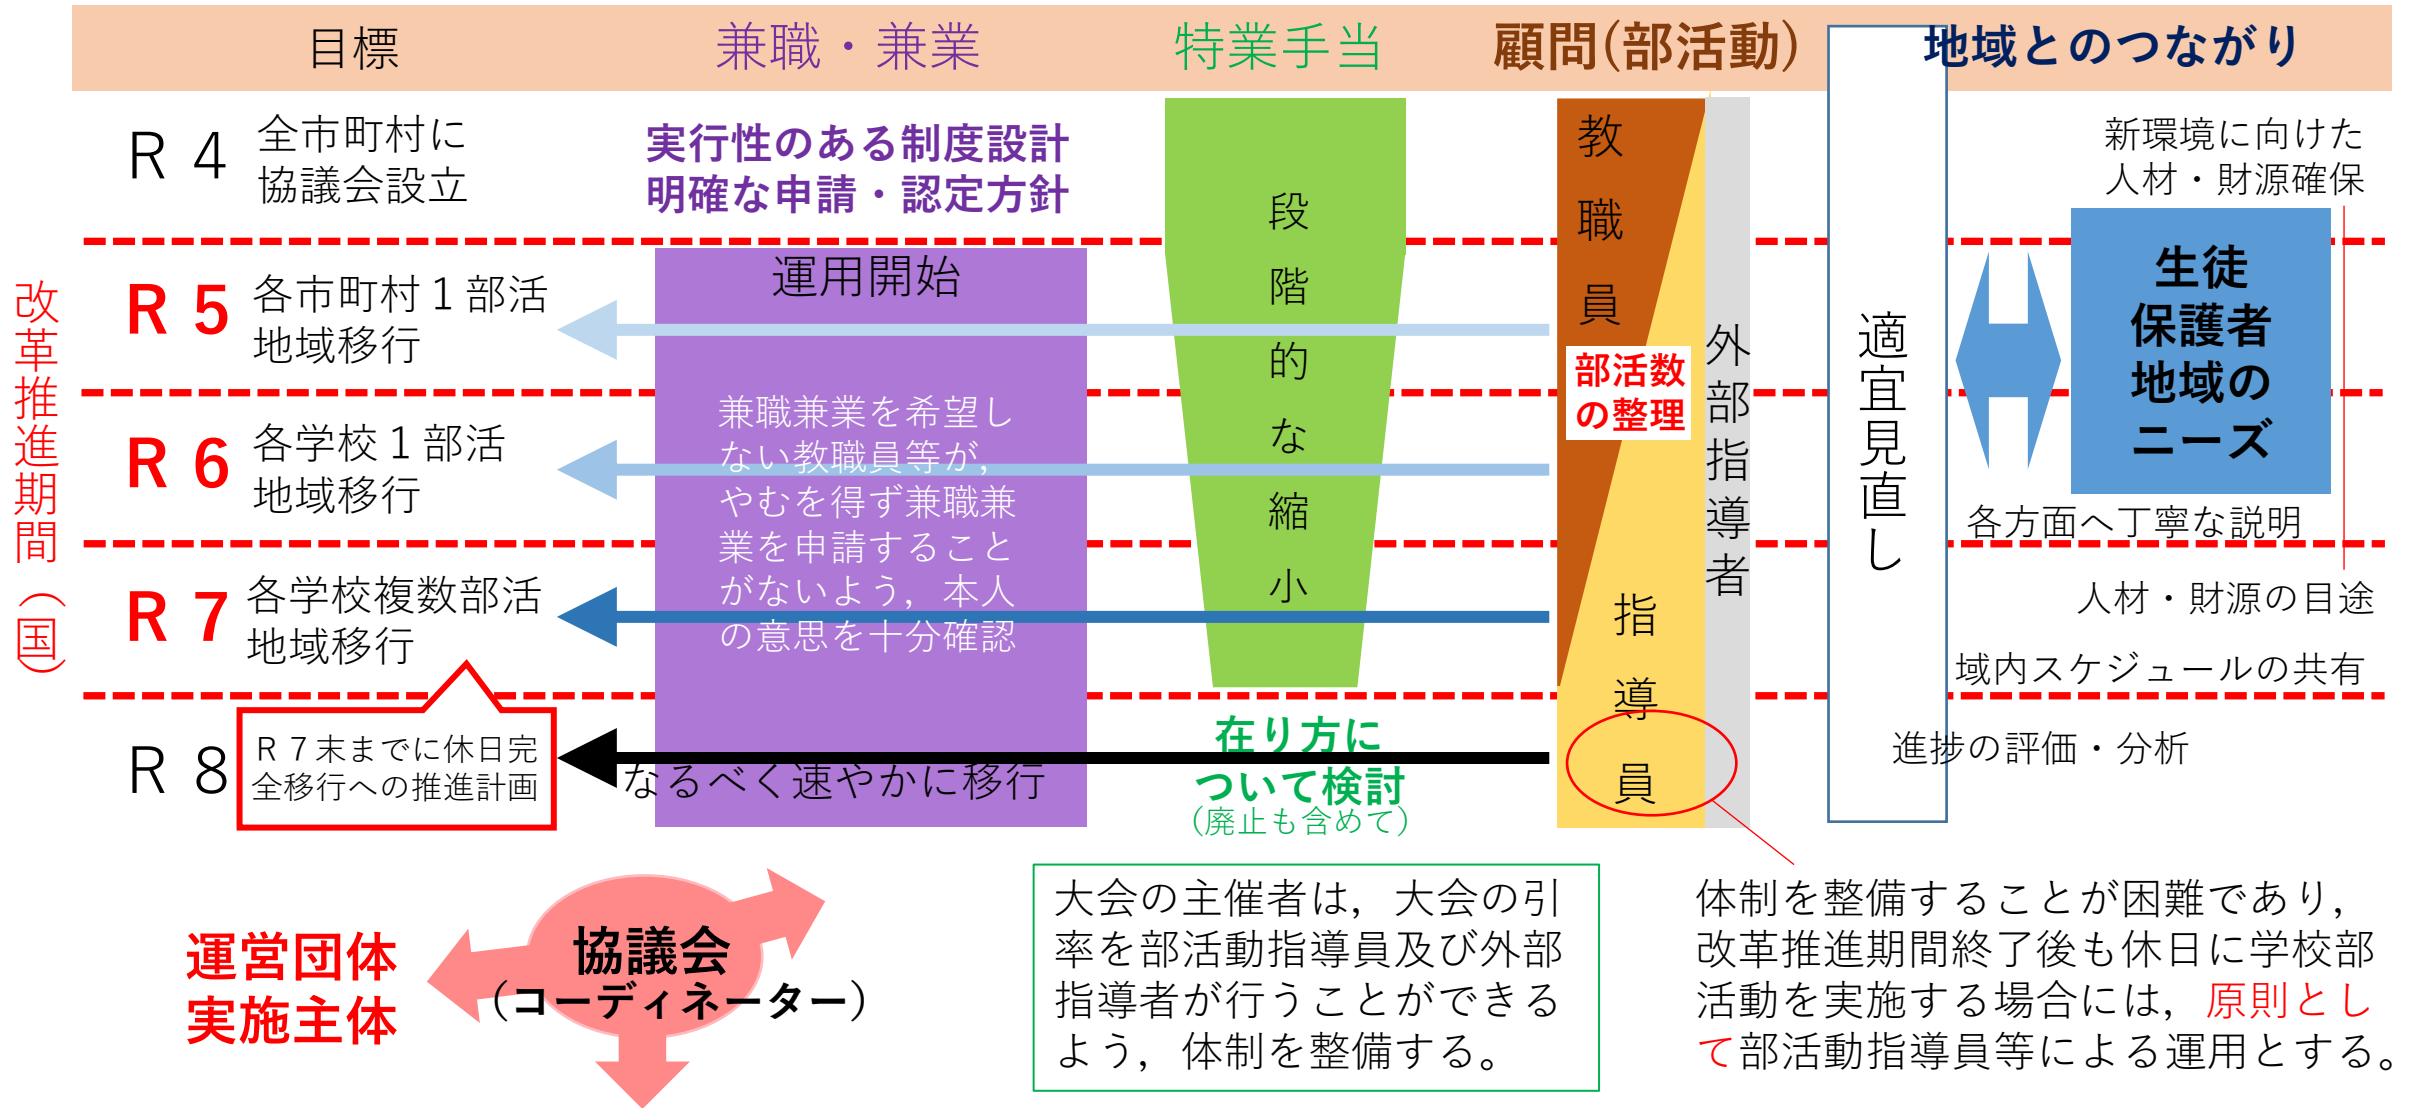 目標
兼職・兼業
特業手当
顧問(部活動)
地域とのつながり
改革推進期間（国）
Ｒ４
全市町村に
協議会設立
実行性のある制度設計
明確な申請・認定方針
Ｒ５
各市町村１部活
地域移行
運用開始
Ｒ６
各学校１部活
地域移行
兼職兼業を希望し
ない教職員等が，
やむを得ず兼職兼
業を申請すること
がないよう，本人
の意思を十分確認
Ｒ７
各学校複数部活
地域移行
Ｒ８
Ｒ７末までに休日完
全移行への推進計画
なるべく速やかに移行
段階的な縮小
在り方に
ついて検討
（廃止も含めて）
教職員
部活数
の整理
指導員
外部指導者
適宜見直し
新環境に向けた
人材・財源確保
生徒
保護者
地域の
ニーズ
各方面へ丁寧な説明
人材・財源の目途
域内スケジュールの共有
進捗の評価・分析
運営団体
実施主体
協議会
（コーディネーター）
大会の主催者は，大会の引
率を部活動指導員及び外部
指導者が行うことができる
よう，体制を整備する。
体制を整備することが困難であり，
改革推進期間終了後も休日に学校部
活動を実施する場合には，原則とし
て部活動指導員等による運用とする。